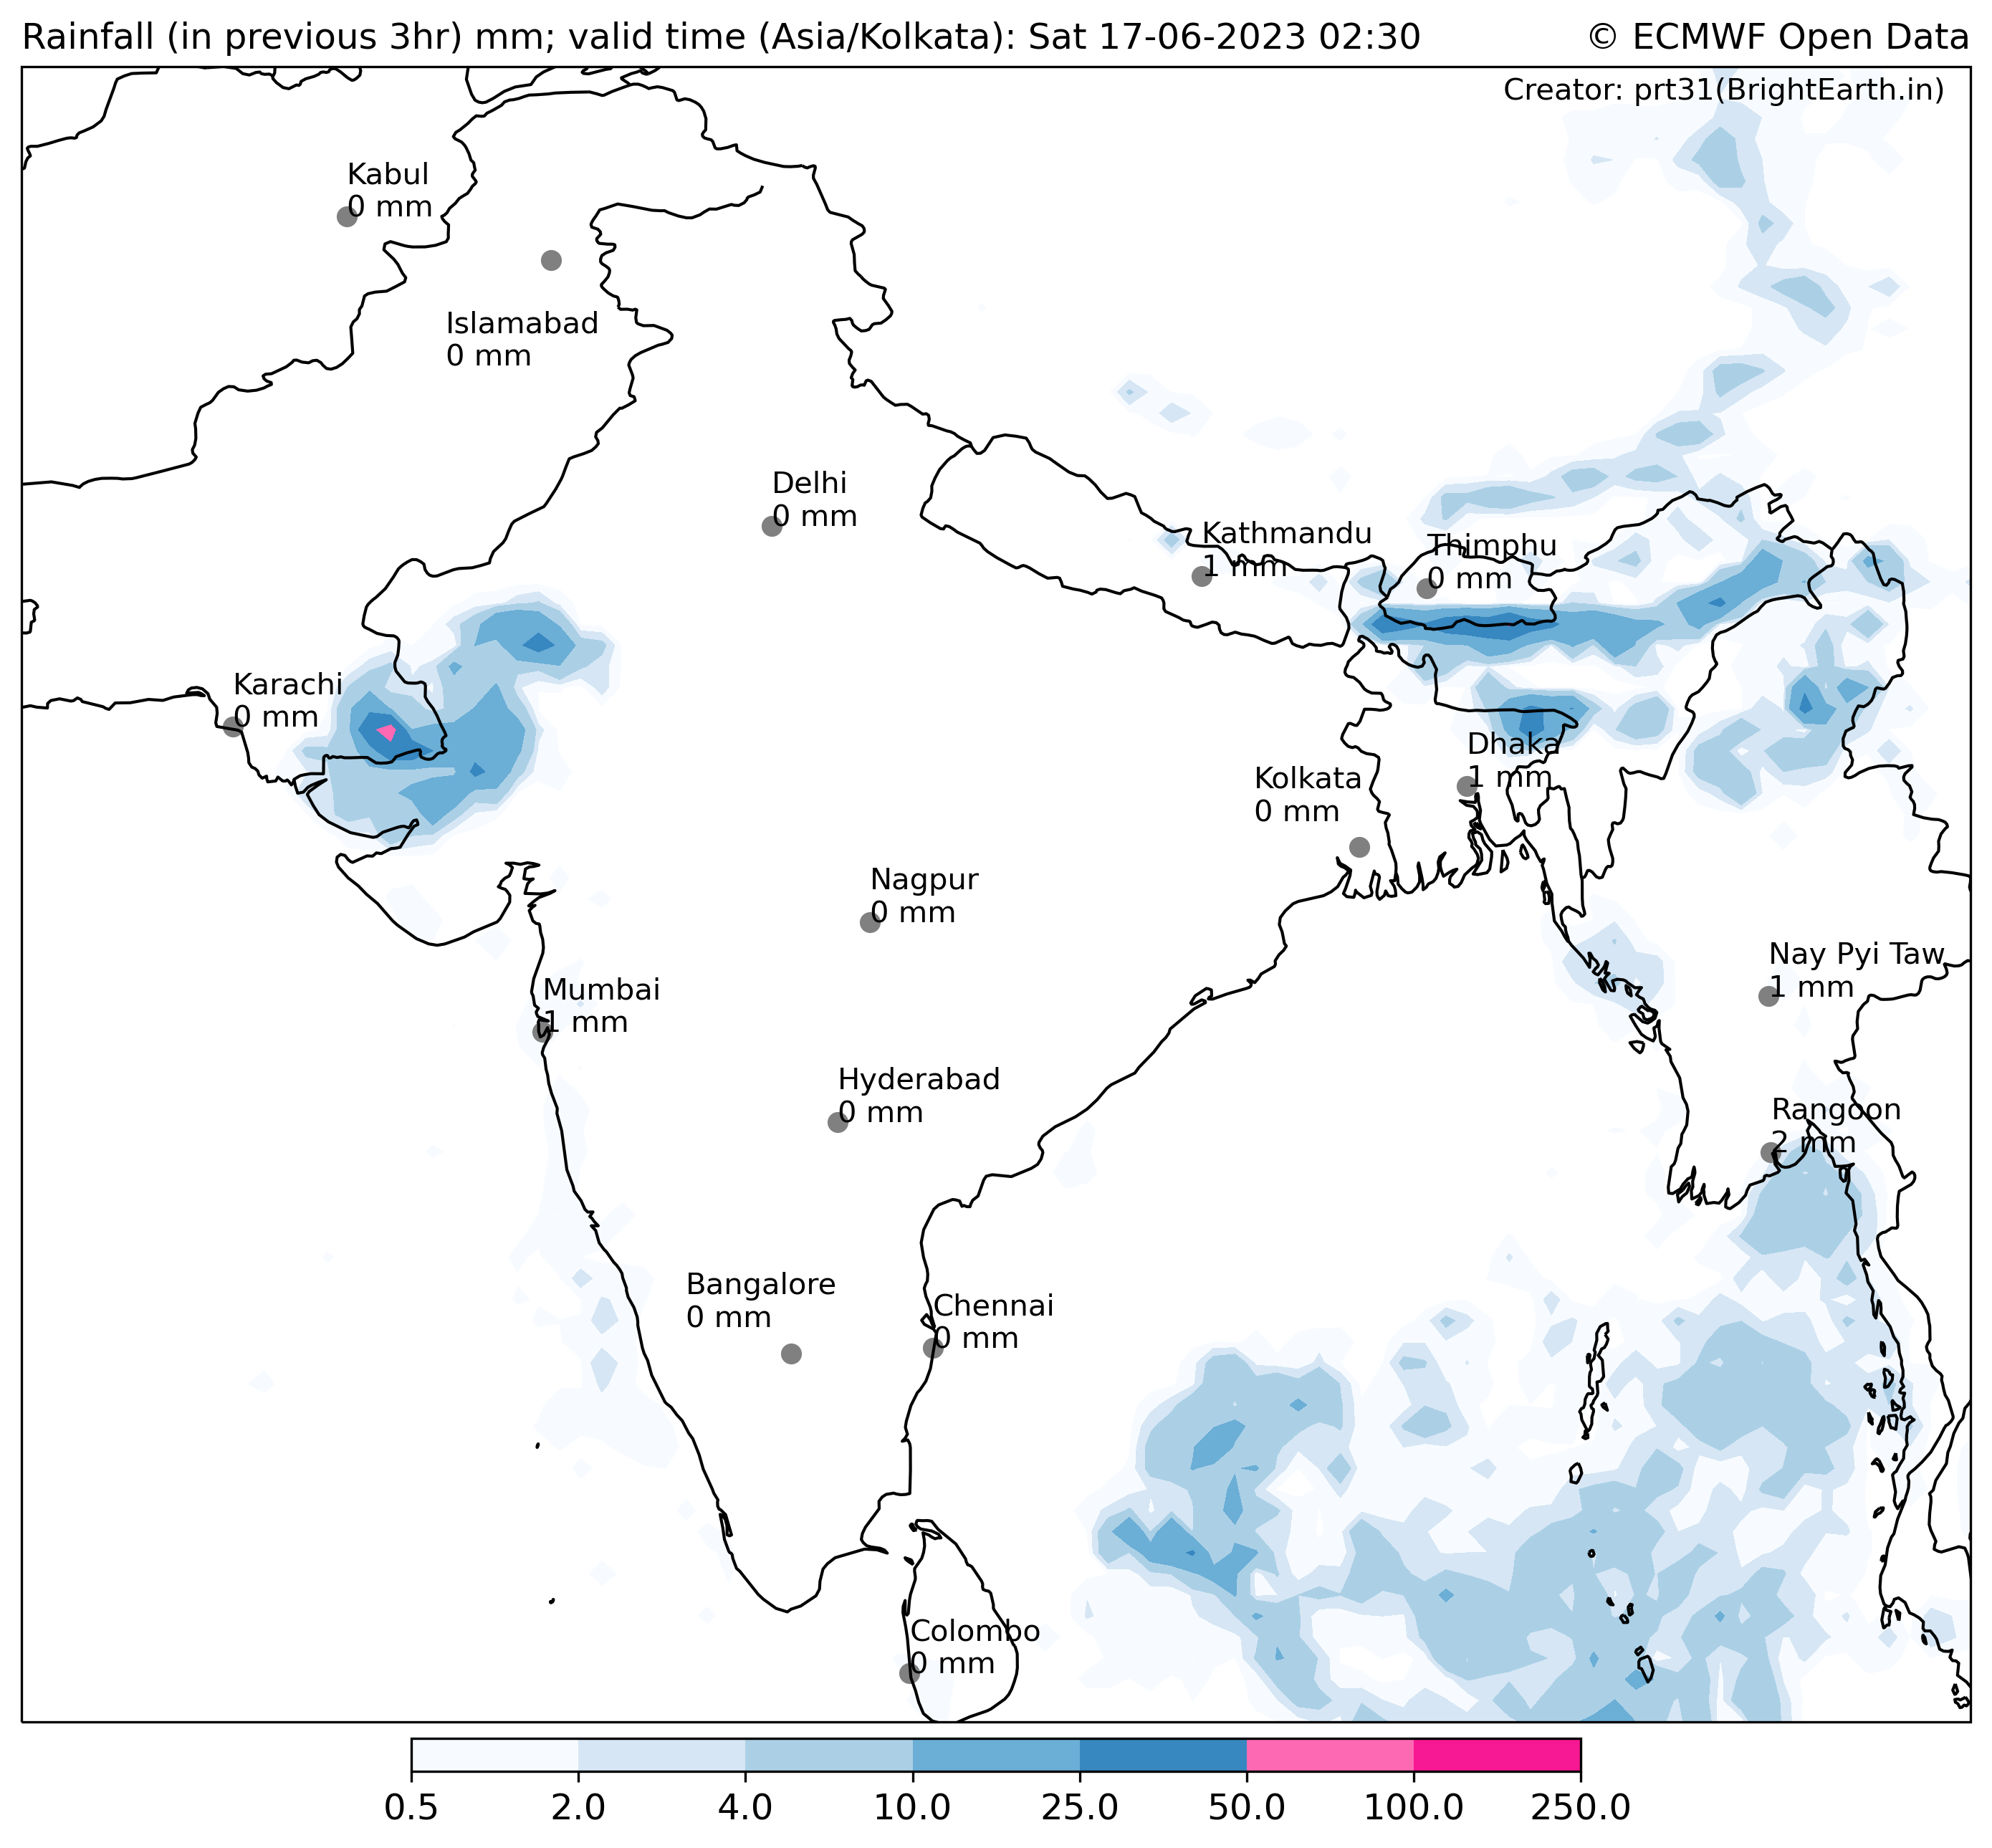 Rainfall (in previous 3hr) mm; valid time (Asia/Kolkata): Sat 17-06-2023 02:30
© ECMWF Open Data
Creator: prt31(BrightEarth.in)
Kabul
0 mm
Islamabad
0 mm
Delhi
0 mm
Kathmandu
1 mm
Thimphu
0 mm
Karachi
0 mm
Dhaka
1 mm
Kolkata
0 mm
Nagpur
0 mm
Nay Pyi Taw
1 mm
Mumbai
1 mm
Hyderabad
0 mm
Rangoon
2 mm
Bangalore
0 mm
Chennai
0 mm
Colombo
0 mm
0.5 2.0 4.0 10.0 25.0 50.0 100.0 250.0